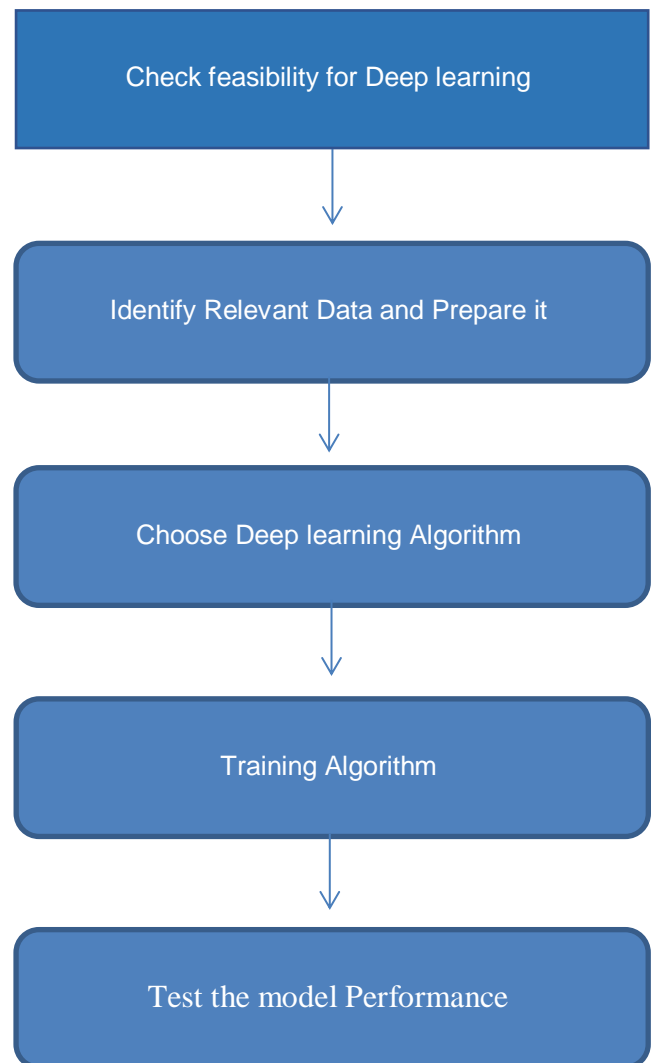 Check feasibility for Deep learning
Identify Relevant Data and Prepare it
Choose Deep learning Algorithm
Training Algorithm
Test the model Performance